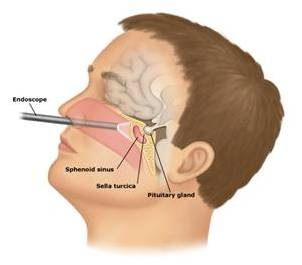 Endoscope
Sphenoid sinus
Sella turcica
Pituitary gland